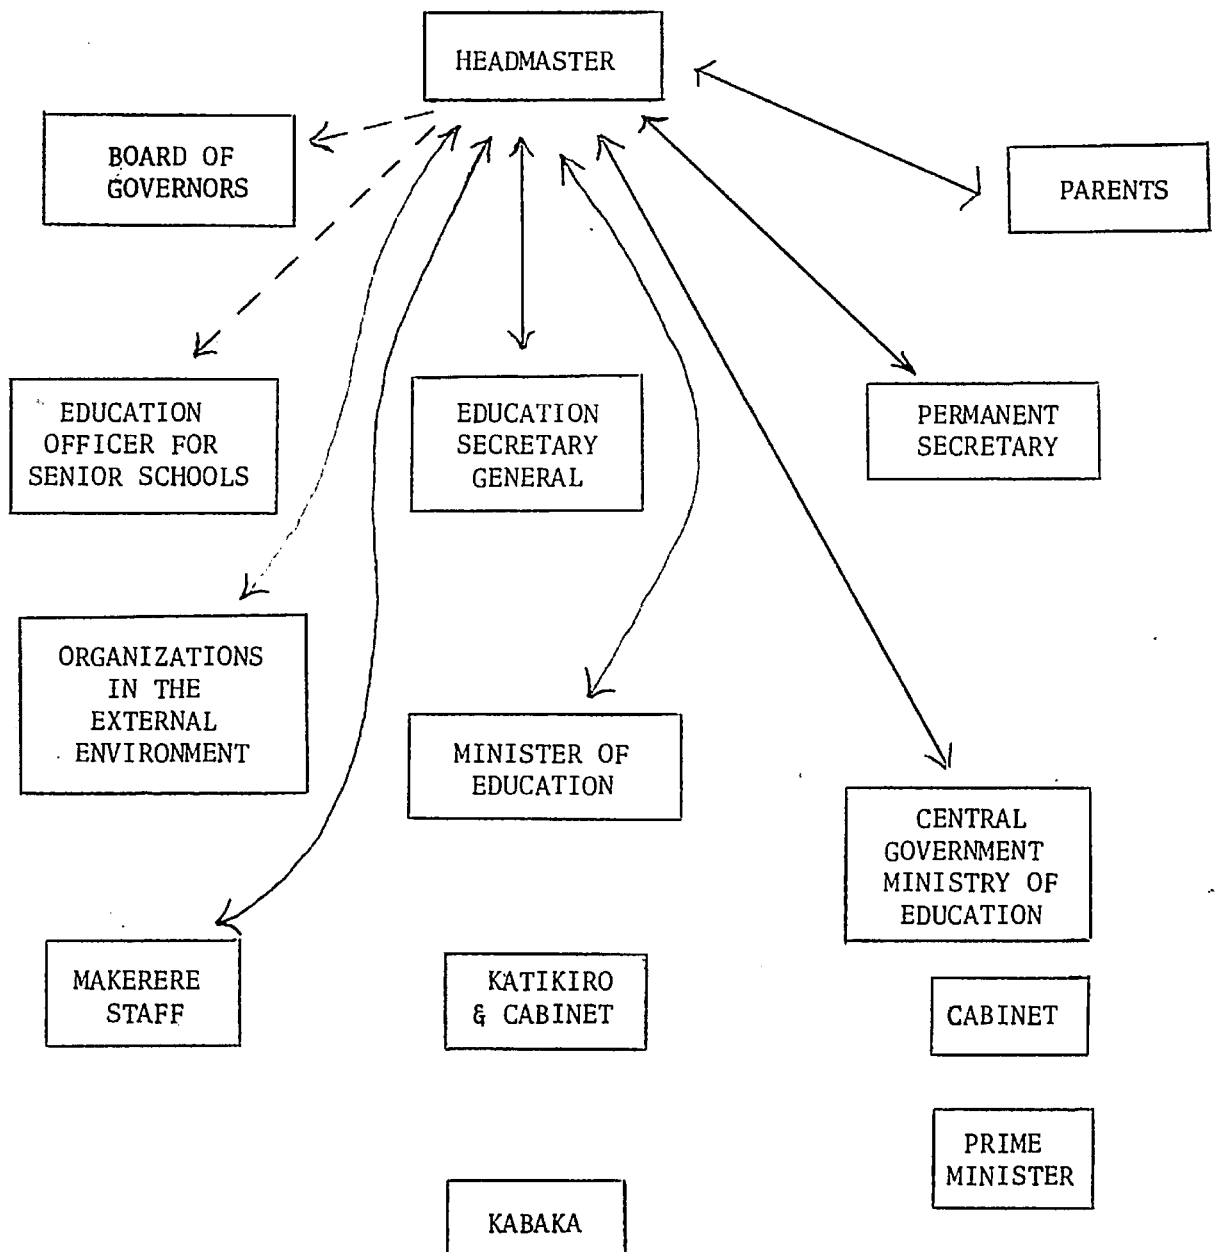 HEADMASTER
BOARD OF
GOVERNORS
PARENTS
EDUCATION
OFFICER FOR
SENIOR SCHOOLS
EDUCATION
SECRETARY
GENERAL
PERMANENT
SECRETARY
ORGANIZATIONS
IN THE
EXTERNAL
ENVIRONMENT
MINISTER OF
EDUCATION
CENTRAL
GOVERNMENT
MINISTRY OF
EDUCATION
MAKERERE
STAFF
KATIKIRO
& CABINET
CABINET
PRIME
MINISTER
KABAKA